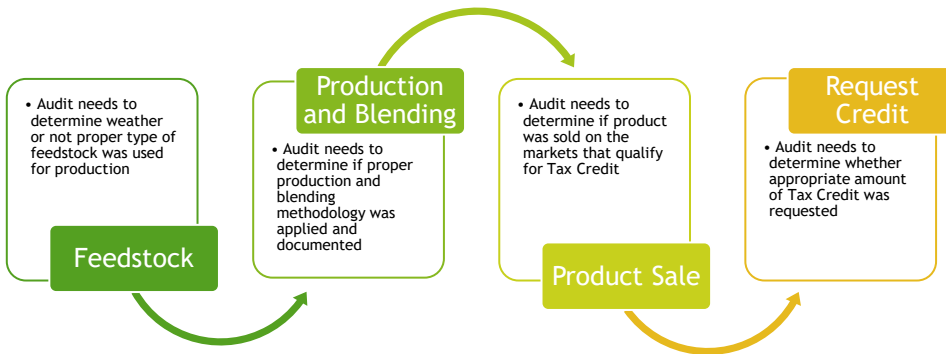 • Audit needs to
determine weather
or not proper type of
feedstock was used
for production
Feedstock
Production
and Blending
• Audit needs to
determine if proper
production and
blending
methodology was
applied and
documented
• Audit needs to
determine if product
was sold on the
markets that qualify
for Tax Credit
Product Sale
Request
Credit
• Audit needs to
determine whether
appropriate amount
of Tax Credit was
requested